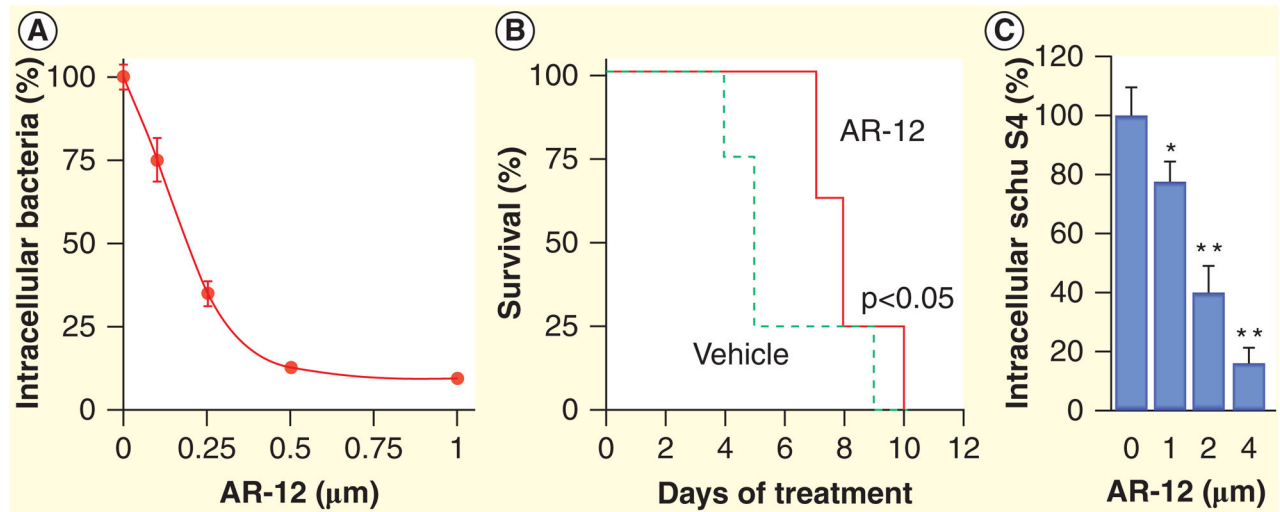 A
Intracellular bacteria (%)
100
75
50
25
0
0 0.25 0.5 0.75 1
AR-12 (μm)
B
Survival (%)
100
75
50
25
0
AR-12
p<0.05
Vehicle
0 2 4 6 8 10 12
Days of treatment
C
Intracellular schu S4 (%)
120
100
80
60
40
20
0
*
**
**
0 1 2 4
AR-12 (μm)